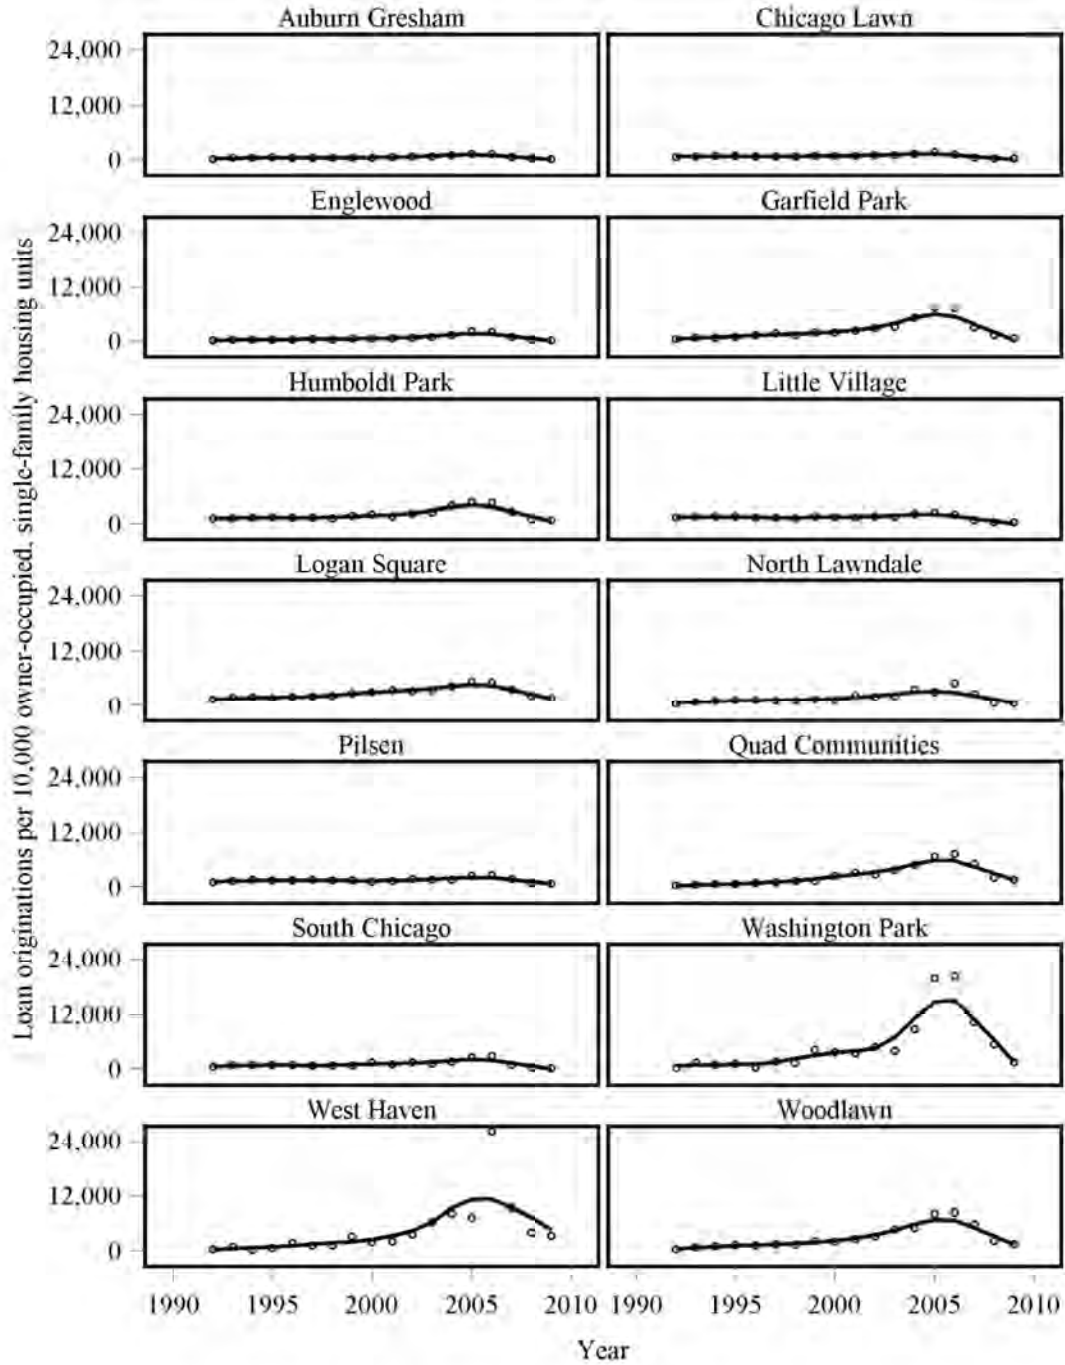 Auburn Gresham Chicago Lawn
24,000
12,000
0
Englewood Garfield Park
24,000
12,000
0
Humboldt Park Little Village
24,000
12,000
0
Logan Square North Lawndale
24,000
12,000
0
Pilsen Quad Communities
24,000
12,000
0
South Chicago Washington Park
24,000
12,000
0
West Haven Woodlawn
24,000
12,000
0
1990 1995 2000 2005 2010 1990 1995 2000 2005 2010
Year
Loan originations per 10,000 owner-occupied, single-family housing units